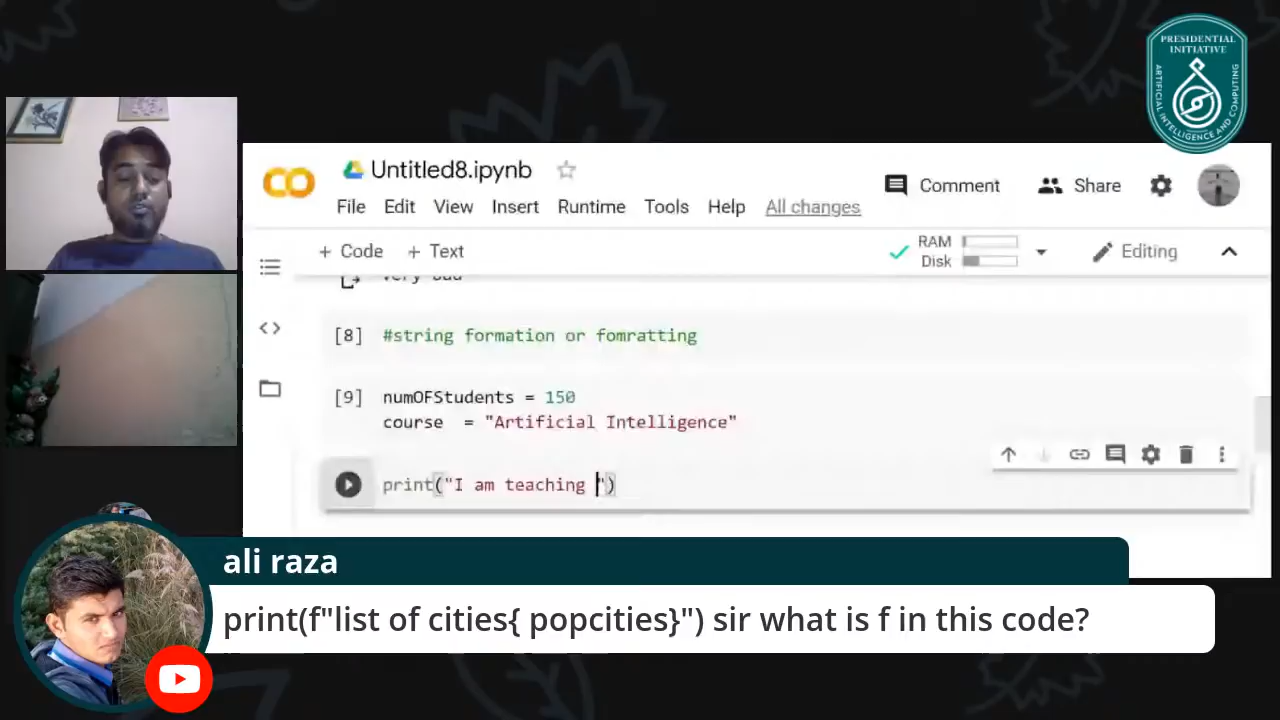 PRESIDENTIAL
INITIATIVE
ARTIFICIAL INTELLIGENCE AND COMPUTING
Untitled8.ipynb
Comment
Share
File Edit View Insert Runtime Tools Help All changes
+ Code + Text
RAM
Disk
Editing
very bad
[8] #string formation or fomratting
[9] numOFStudents = 150
course = "Artificial Intelligence"
print("I am teaching ")
ali raza
print(f"list of cities{ popcities}") sir what is f in this code?